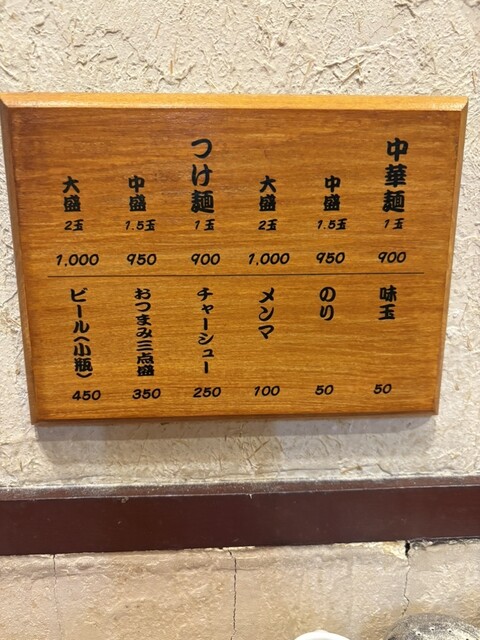 中華麺 1玉 900
中盛 1.5玉 950
大盛 2玉 1,000
つけ麺 1玉 900
中盛 1.5玉 950
大盛 2玉 1,000
味玉 50
のり 50
メンマ 100
チャーシュー 250
おつまみ三点盛 350
ビール(小瓶) 450